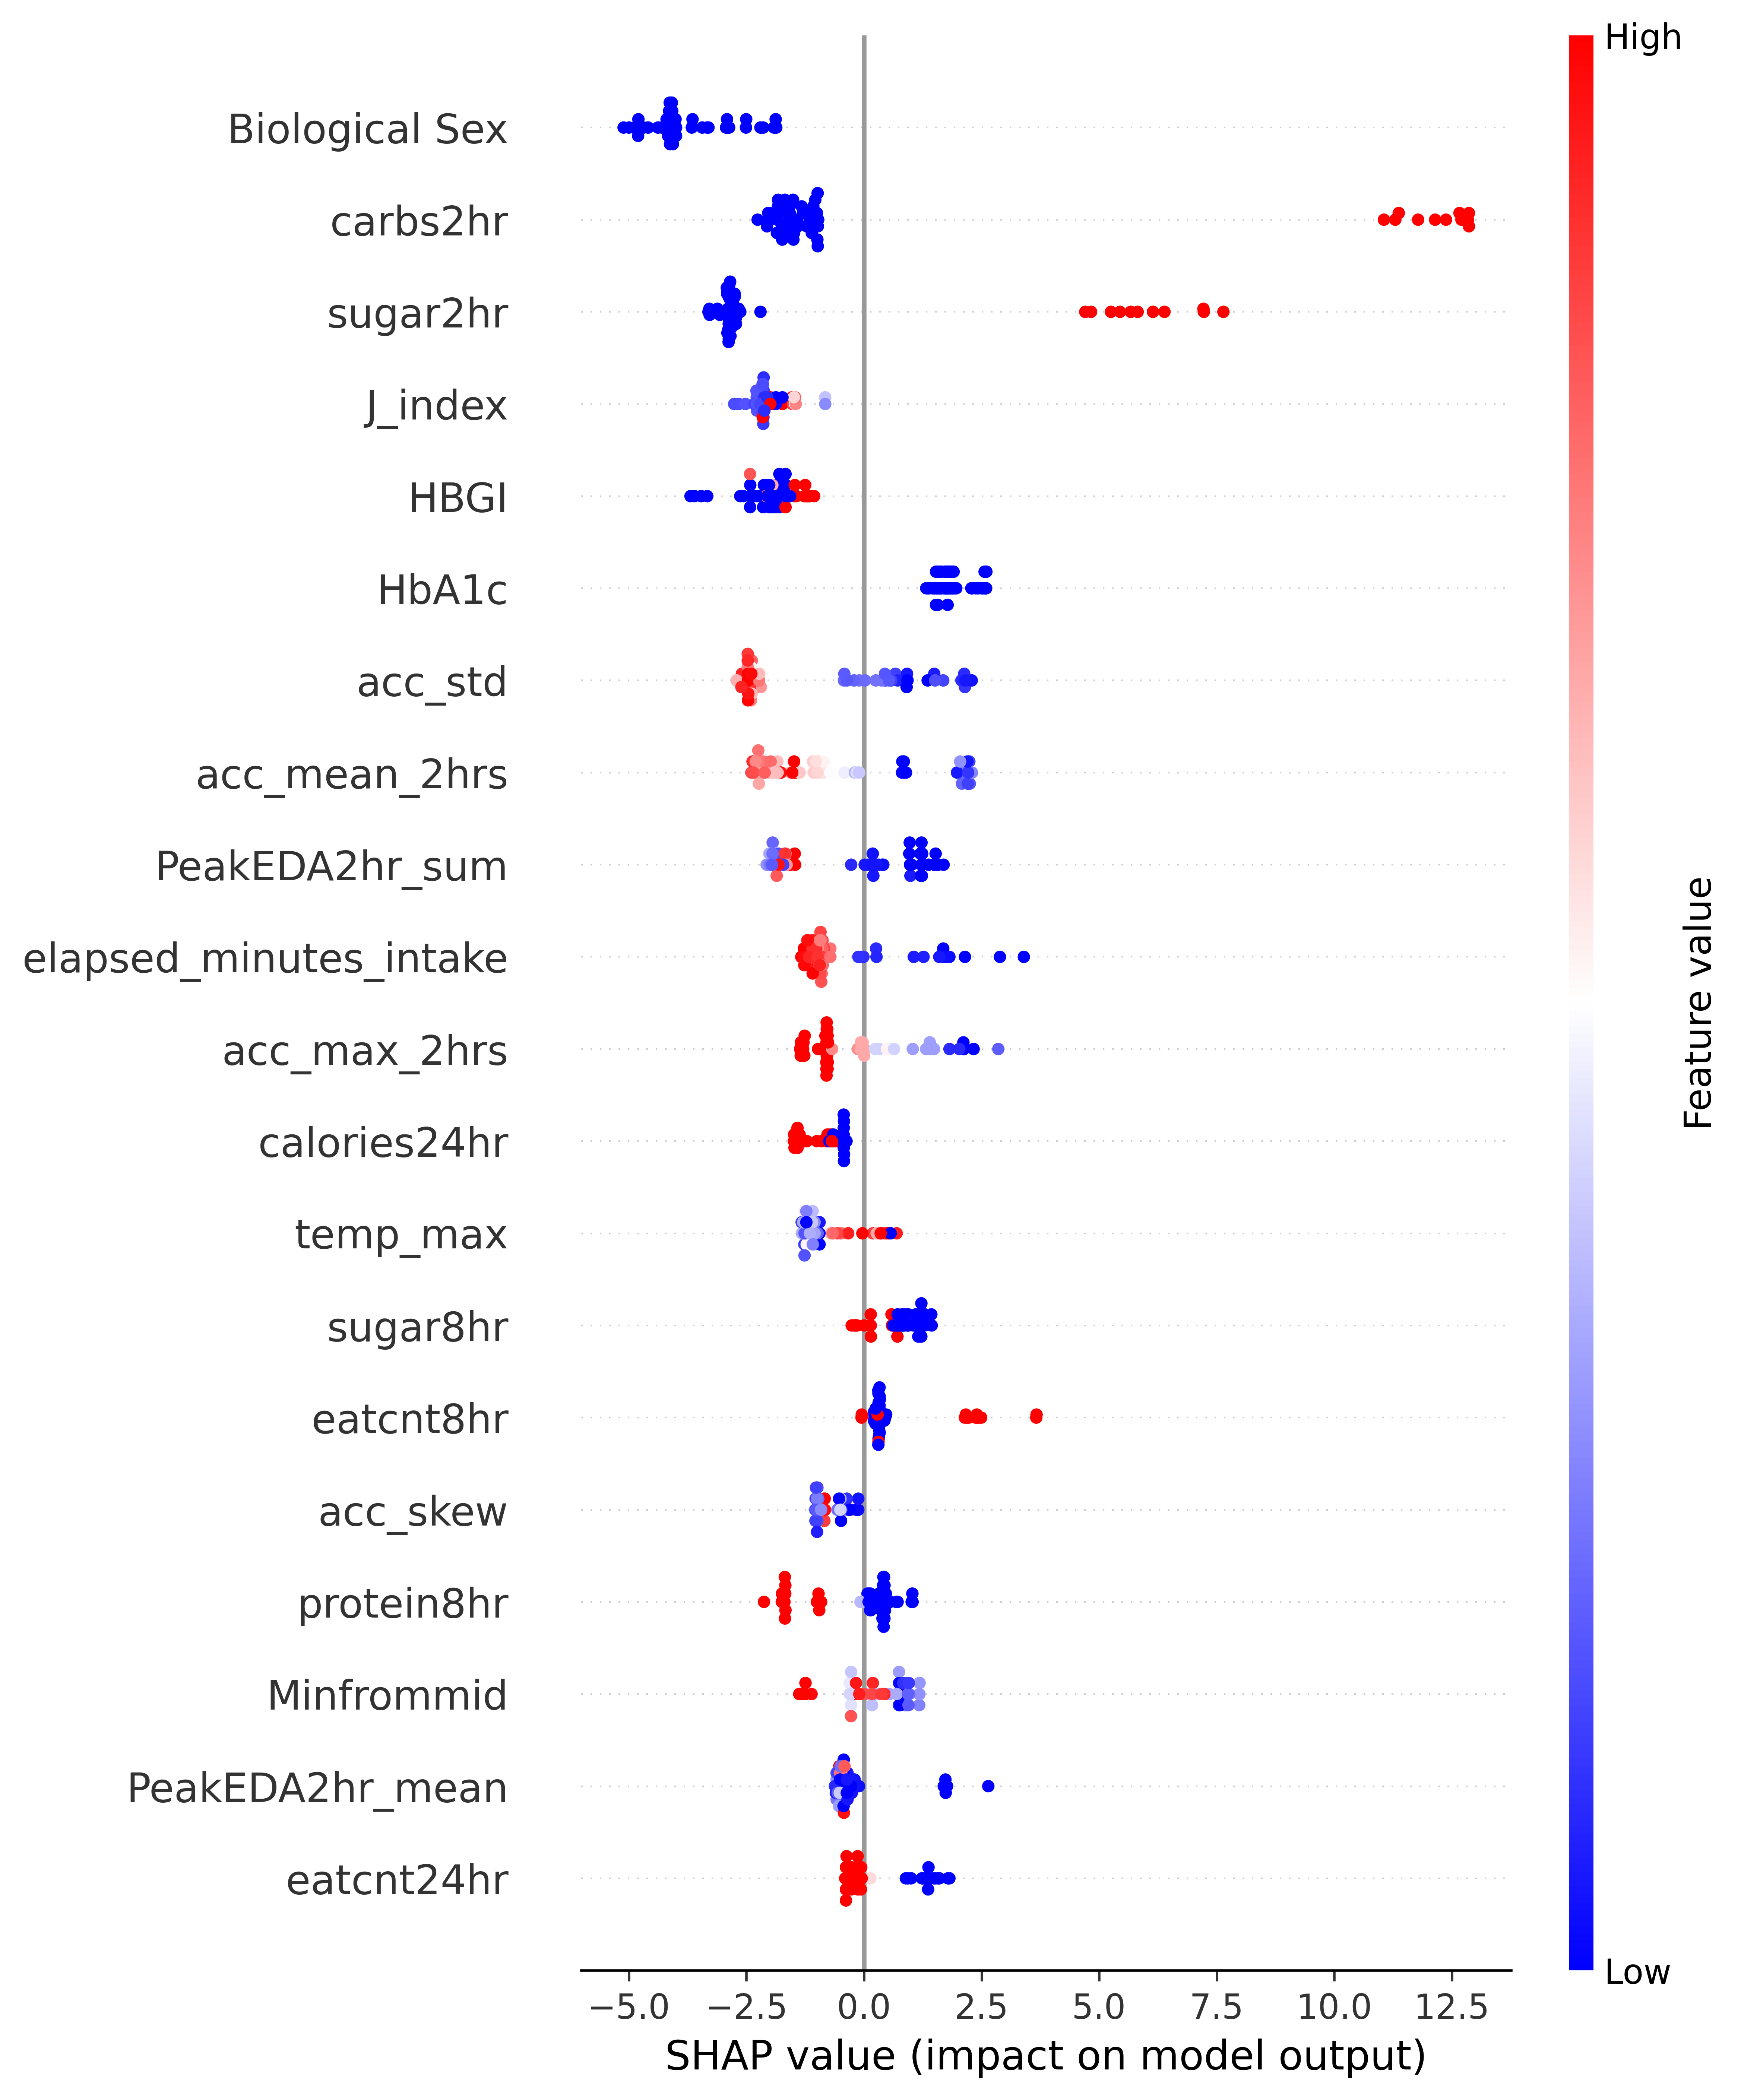 High
Biological Sex
carbs2hr
sugar2hr
J_index
HBGI
HbA1c
acc_std
acc_mean_2hrs
PeakEDA2hr_sum
elapsed_minutes_intake
acc_max_2hrs
calories24hr
temp_max
sugar8hr
eatcnt8hr
acc_skew
protein8hr
Minfrommid
PeakEDA2hr_mean
eatcnt24hr
Feature value
Low
−5.0 −2.5 0.0 2.5 5.0 7.5 10.0 12.5
SHAP value (impact on model output)